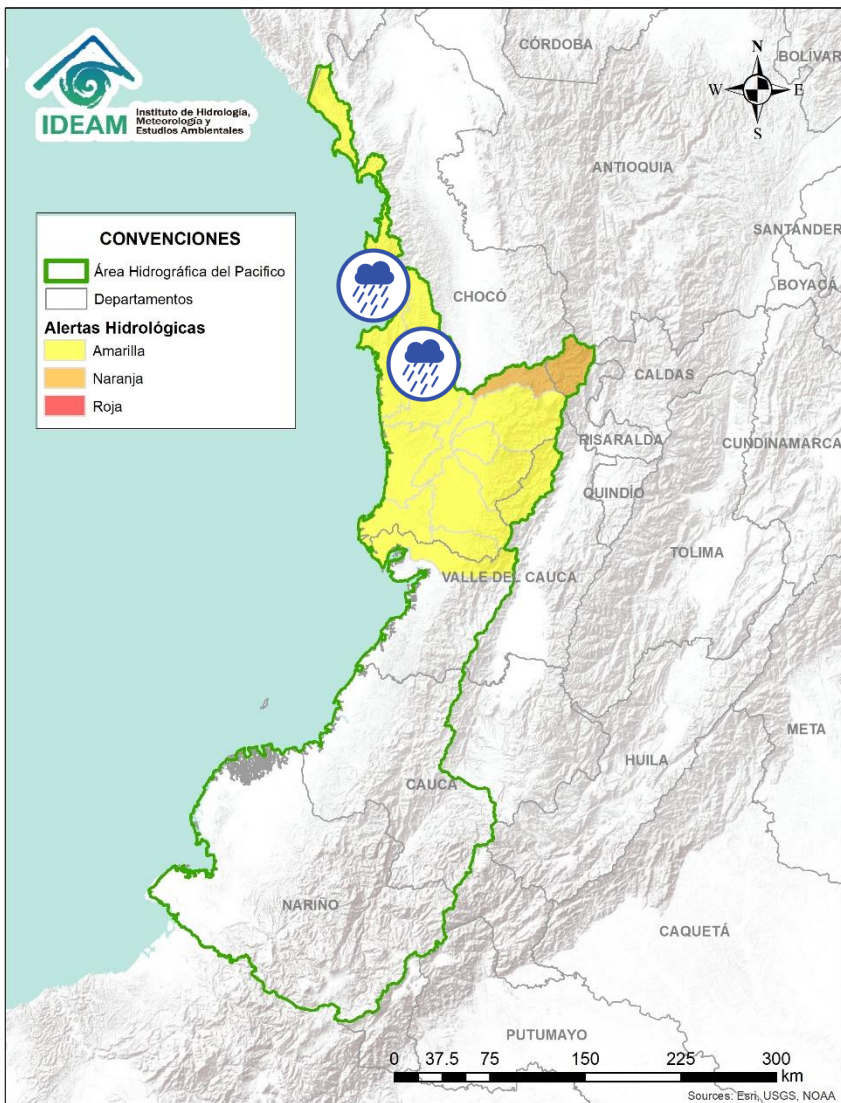 IDEAM
Instituto de Hidrología,
Meteorología y
Estudios Ambientales
CONVENCIONES
Área Hidrográfica del Pacifico
Departamentos
Alertas Hidrológicas
Amarilla
Naranja
Roja
N
W
E
S
CÓRDOBA
BOLÍVAR
ANTIOQUIA
SANTANDER
BOYACÁ
CHOCÓ
CALDAS
RISARALDA
CUNDINAMARCA
QUINDÍO
TOLIMA
VALLE DEL CAUCA
META
HUILA
CAUCA
NARIÑO
CAQUETÁ
PUTUMAYO
0 37.5 75 150 225 300
km
Sources: Esri, USGS, NOAA